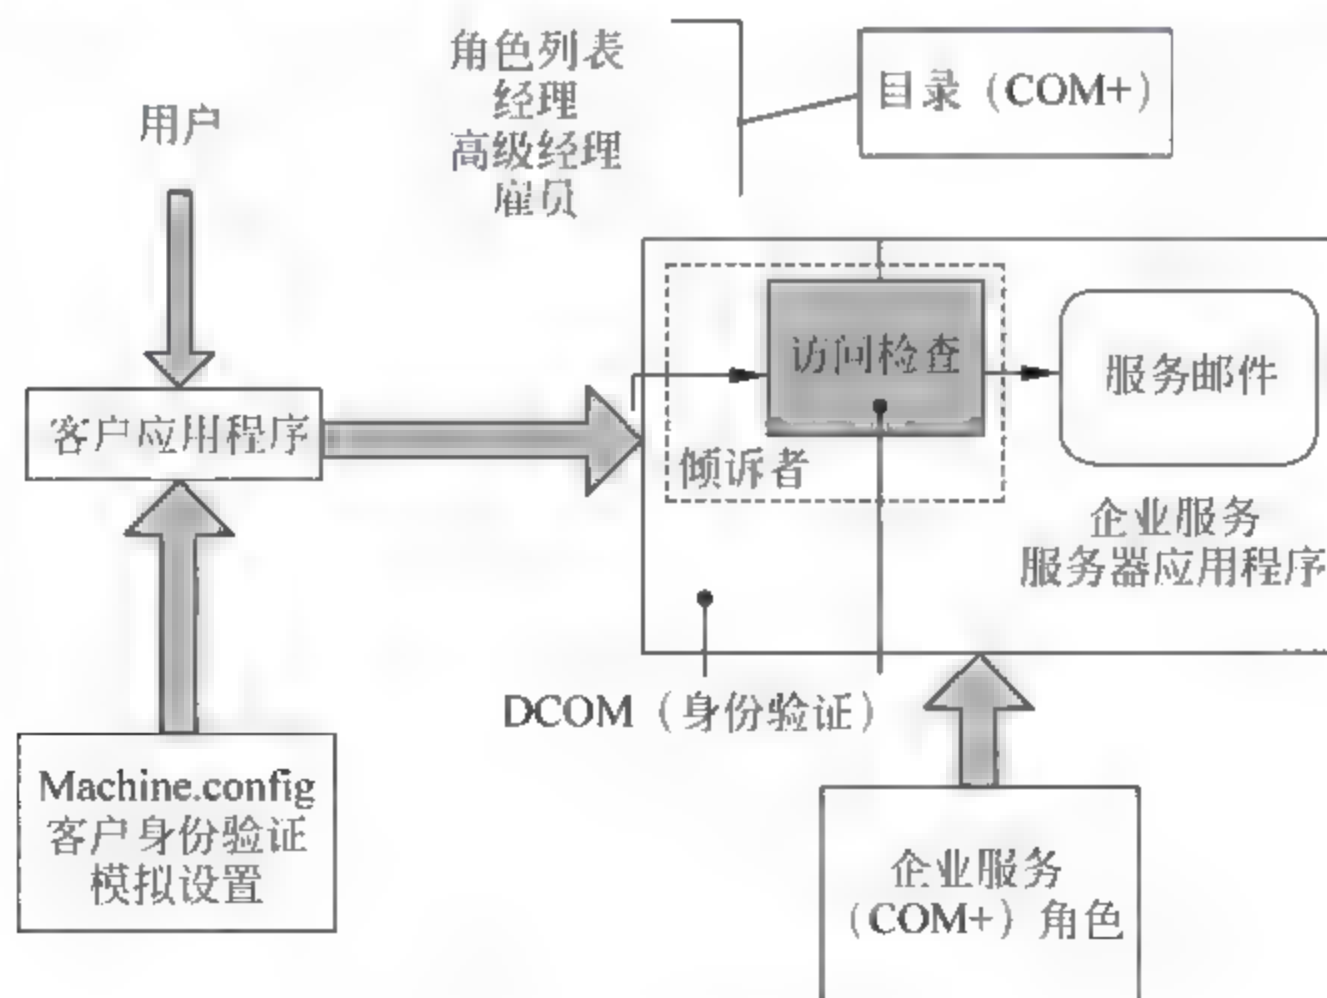 角色列表
经理
高级经理
雇员
目录（COM+）
用户
访问检查
服务邮件
客户应用程序
倾诉者
企业服务
服务器应用程序
DCOM（身份验证）
Machine.config
客户身份验证
模拟设置
企业服务
（COM+）角色